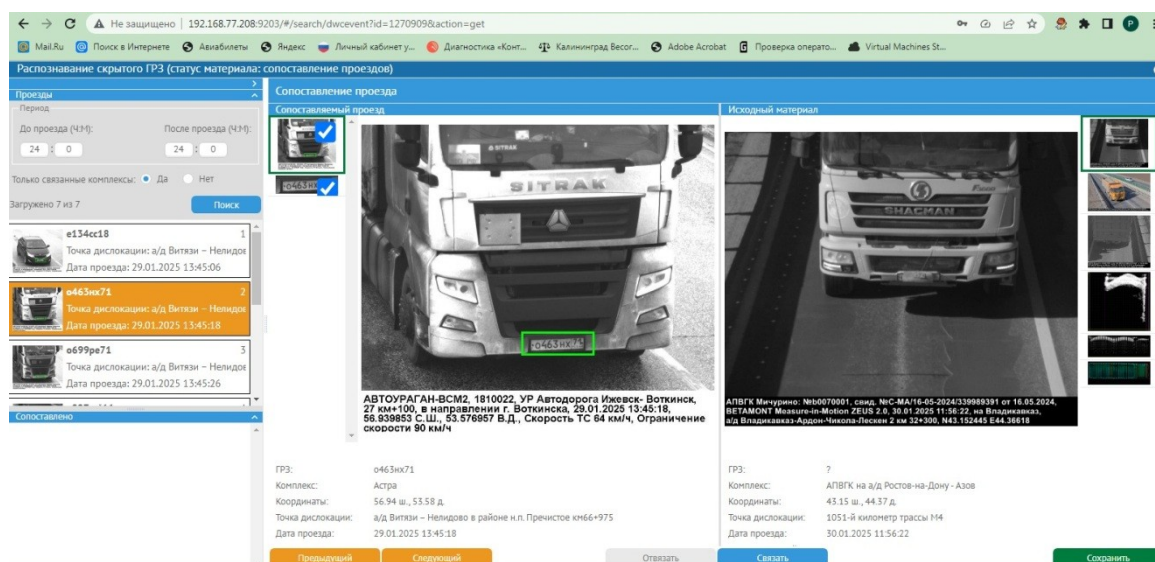 Не защищено | 192.168.77.208:9203/#/search/dwcevent?id=1270909&action=get
Mail.Ru Поиск в Интернете Авиабилеты Яндекс Личный кабинет у... Диагностика «Конт... Калининград Весог... Adobe Acrobat Проверка операто... Virtual Machines St...
Распознавание скрытого ГРЗ (статус материала: сопоставление проездов)
Проезды
Период
До проезда (Ч:М): После проезда (Ч:М):
24 : 0 24 : 0
Только связанные комплексы: Да Нет
Загружено 7 из 7 Поиск
е134сс18 1
Точка дислокации: а/д Витязи – Нелидов
Дата проезда: 29.01.2025 13:45:06
о463нх71 2
Точка дислокации: а/д Витязи – Нелидов
Дата проезда: 29.01.2025 13:45:18
о699ре71 3
Точка дислокации: а/д Витязи – Нелидов
Дата проезда: 29.01.2025 13:45:26
Сопоставлено
Сопоставление проезда
Сопоставляемый проезд
SITRAK
о463нх 71
АВТОУРАГАН-ВСМ2, 1810022, УР Автодорога Ижевск- Воткинск,
27 км+100, в направлении г. Воткинска, 29.01.2025 13:45:18,
56.939853 С.Ш., 53.576957 В.Д., Скорость ТС 64 км/ч, Ограничение
скорости 90 км/ч
ГРЗ: о463нх71
Комплекс: Астра
Координаты: 56.94 ш., 53.58 д.
Точка дислокации: а/д Витязи – Нелидово в районе н.п. Пречистое км66+975
Дата проезда: 29.01.2025 13:45:18
Предыдущий Следующий Отвязать
Исходный материал
SHACMAN
АПВГК Мичурино: №b0070001, свид. №С-МА/16-05-2024/339989391 от 16.05.2024,
BETAMONT Measure-in-Motion ZEUS 2.0, 30.01.2025 11:56:22, на Владикавказ,
а/д Владикавказ-Ардон-Чикола-Лескен 2 км 32+300, N43.152445 E44.36618
ГРЗ: ?
Комплекс: АПВГК на а/д Ростов-на-Дону - Азов
Координаты: 43.15 ш., 44.37 д.
Точка дислокации: 1051-й километр трассы М4
Дата проезда: 30.01.2025 11:56:22
Связать Сохранить